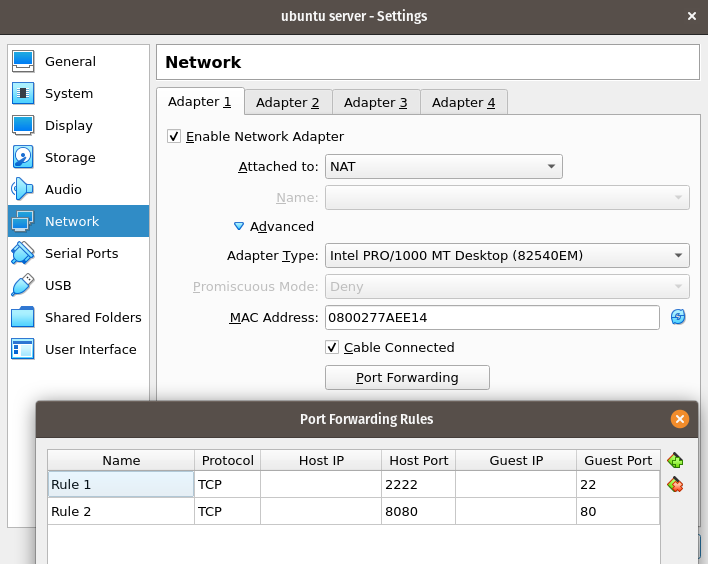 ubuntu server - Settings
General
System
Display
Storage
Audio
Network
Serial Ports
USB
Shared Folders
User Interface
Network
Adapter 1 Adapter 2 Adapter 3 Adapter 4
Enable Network Adapter
Attached to: NAT
Name:
Advanced
Adapter Type: Intel PRO/1000 MT Desktop (82540EM)
Promiscuous Mode: Deny
MAC Address: 0800277AEE14
Cable Connected
Port Forwarding
Port Forwarding Rules
Name Protocol Host IP Host Port Guest IP Guest Port
Rule 1 TCP 2222 22
Rule 2 TCP 8080 80